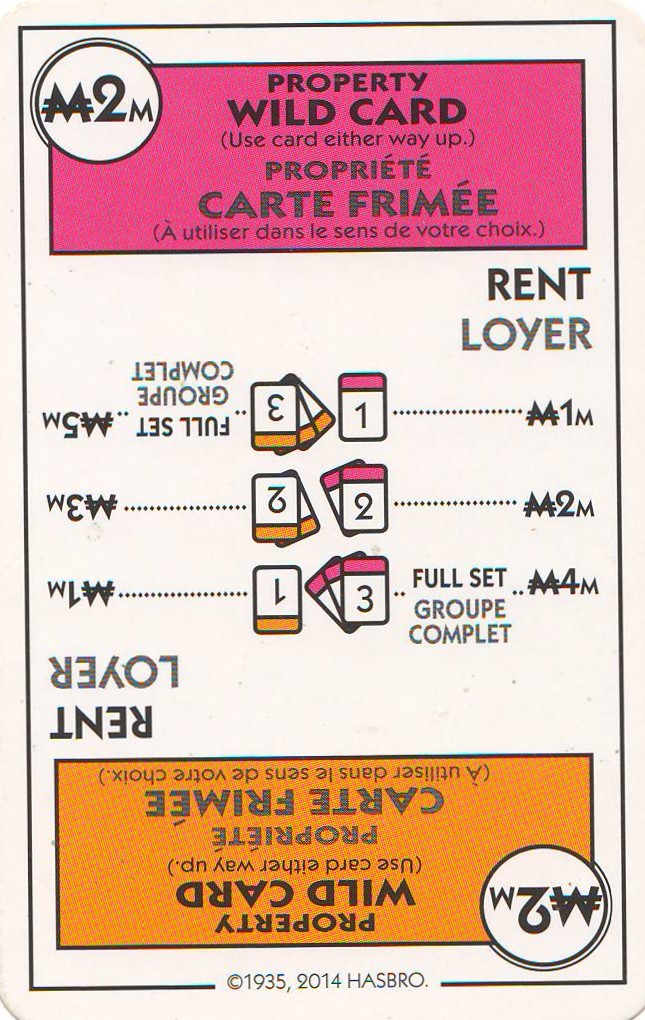 ₩2M
PROPERTY
WILD CARD
(Use card either way up.)
PROPRIÉTÉ
CARTE FRIMÉE
(À utiliser dans le sens de votre choix.)
RENT
LOYER
1 ₩1M
2 ₩2M
3 .. FULL SET .. ₩4M
GROUPE
COMPLET
₩2M
PROPERTY
WILD CARD
(Use card either way up.)
PROPRIÉTÉ
CARTE FRIMÉE
(À utiliser dans le sens de votre choix.)
RENT
LOYER
1 ₩1M
2 ₩3M
3 .. FULL SET .. ₩5M
GROUPE
COMPLET
©1935, 2014 HASBRO.